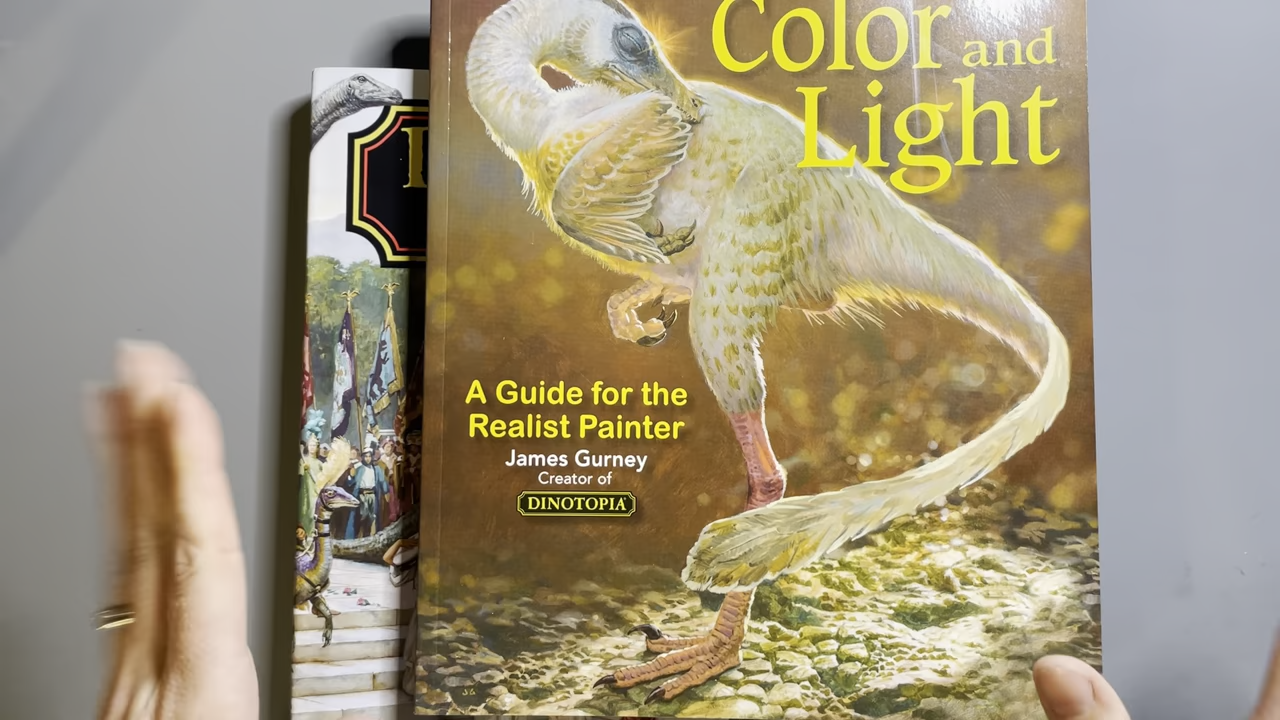 Color and
Light
A Guide for the
Realist Painter
James Gurney
Creator of
DINOTOPIA